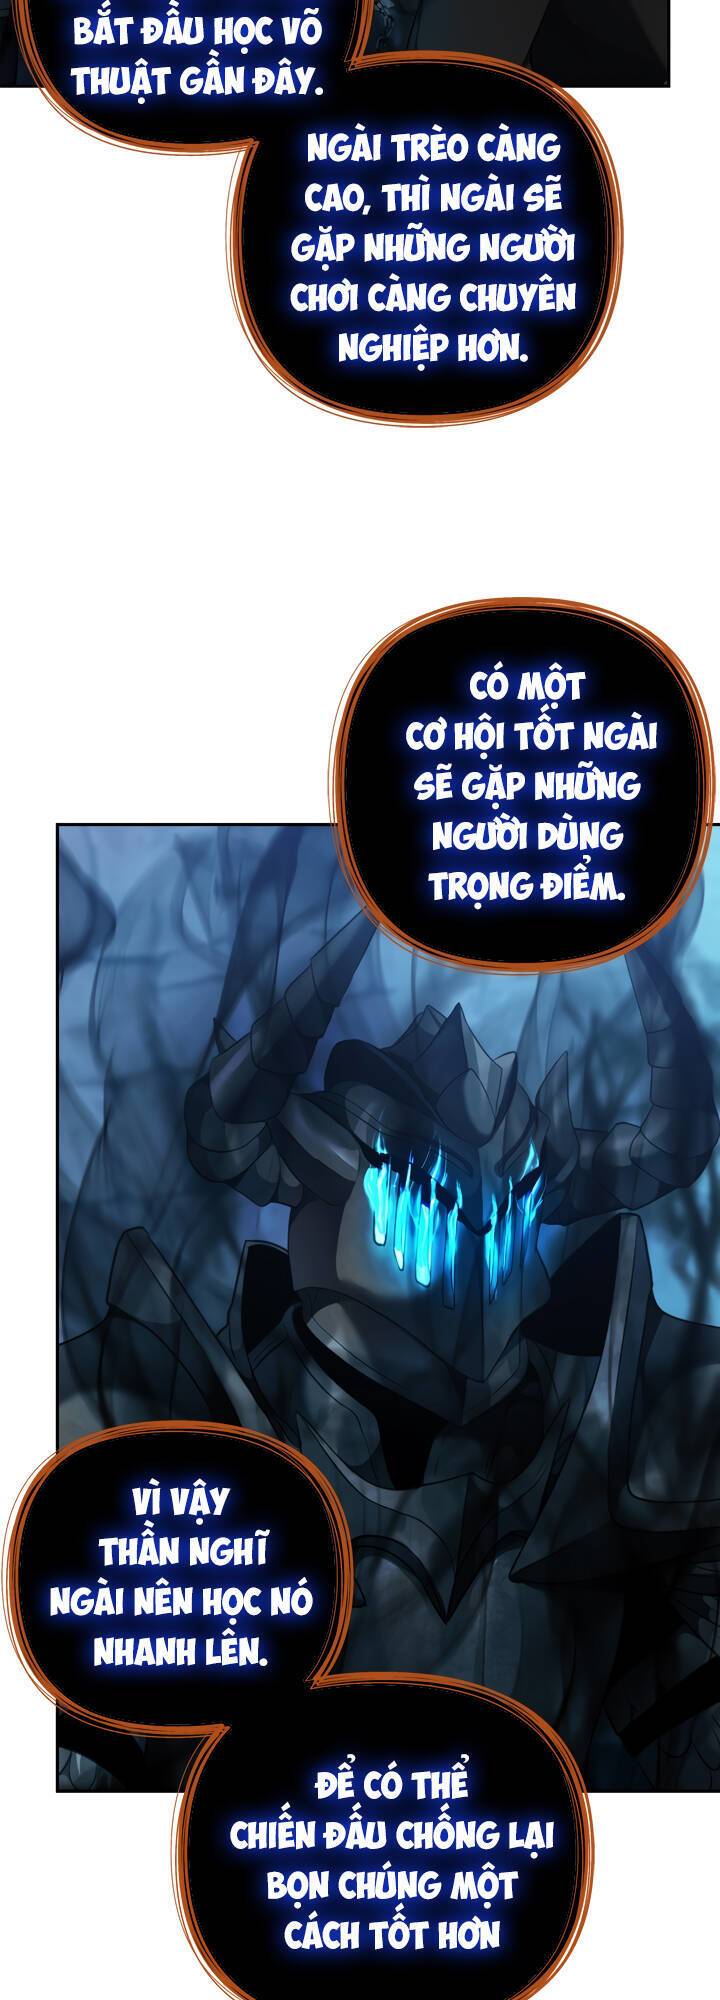 BẮT ĐẦU HỌC VÕ
THUẬT GẦN ĐÂY.
NGÀI TRÈO CÀNG
CAO, THÌ NGÀI SẼ
GẶP NHỮNG NGƯỜI
CHƠI CÀNG CHUYÊN
NGHIỆP HƠN.
CÓ MỘT
CƠ HỘI TỐT NGÀI
SẼ GẶP NHỮNG
NGƯỜI DÙNG
TRỌNG ĐIỂM.
VÌ VẬY
THẦN NGHĨ
NGÀI NÊN HỌC NÓ
NHANH LÊN.
ĐỂ CÓ THỂ
CHIẾN ĐẤU CHỐNG LẠI
BỌN CHÚNG MỘT
CÁCH TỐT HƠN